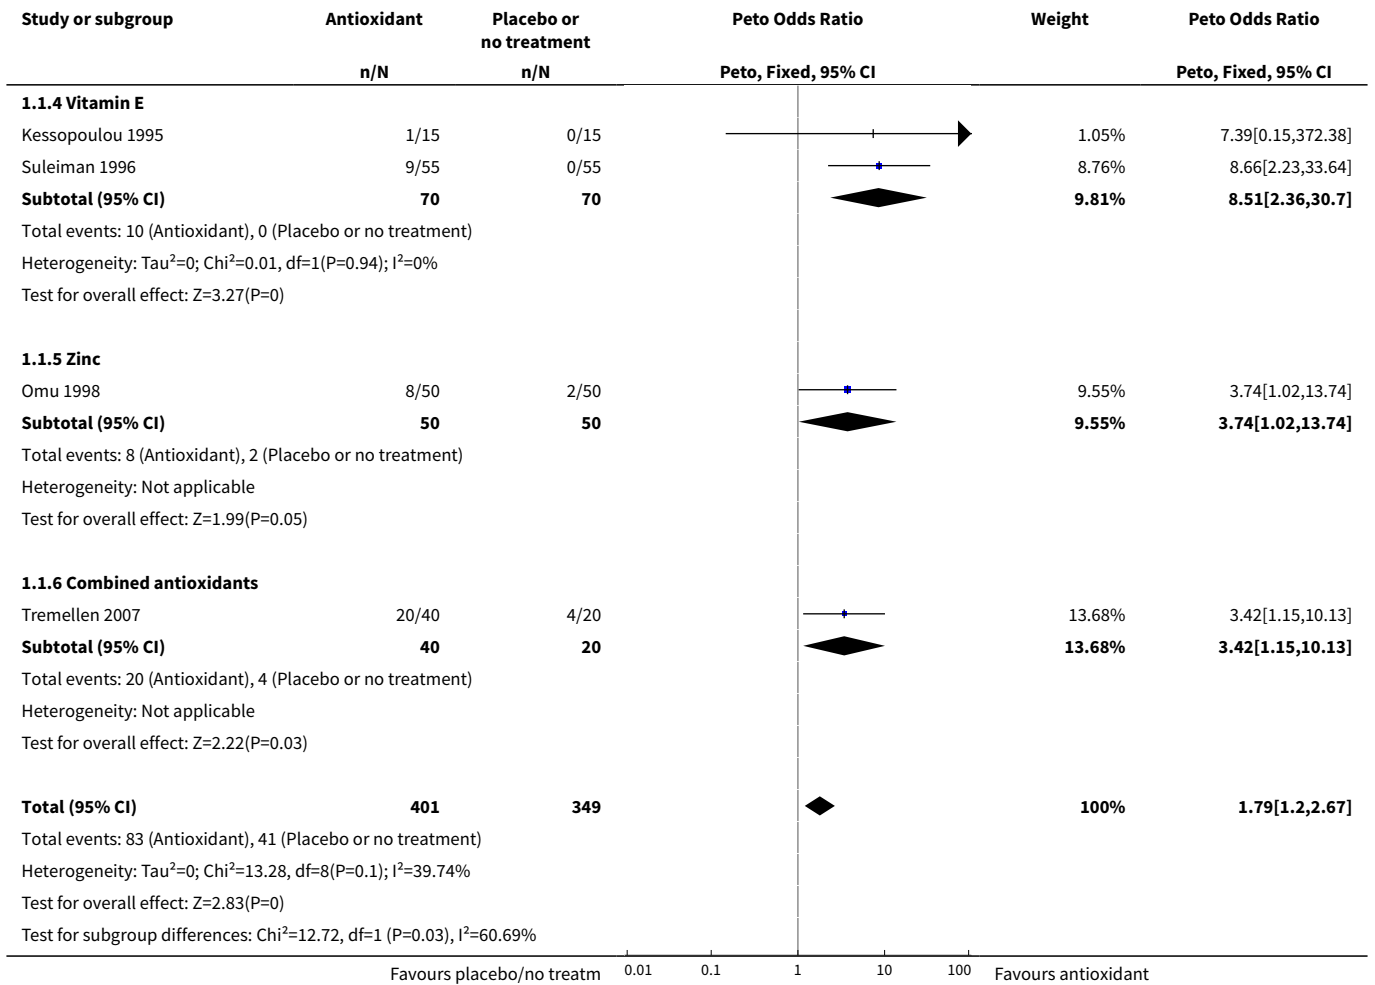 Study or subgroup Antioxidant Placebo or no treatment Peto Odds Ratio Weight Peto Odds Ratio
n/N n/N Peto, Fixed, 95% CI Peto, Fixed, 95% CI
1.1.4 Vitamin E
Kessopoulou 1995 1/15 0/15 1.05% 7.39[0.15,372.38]
Suleiman 1996 9/55 0/55 8.76% 8.66[2.23,33.64]
Subtotal (95% CI) 70 70 9.81% 8.51[2.36,30.7]
Total events: 10 (Antioxidant), 0 (Placebo or no treatment)
Heterogeneity: Tau²=0; Chi²=0.01, df=1(P=0.94); I²=0%
Test for overall effect: Z=3.27(P=0)
1.1.5 Zinc
Omu 1998 8/50 2/50 9.55% 3.74[1.02,13.74]
Subtotal (95% CI) 50 50 9.55% 3.74[1.02,13.74]
Total events: 8 (Antioxidant), 2 (Placebo or no treatment)
Heterogeneity: Not applicable
Test for overall effect: Z=1.99(P=0.05)
1.1.6 Combined antioxidants
Tremellen 2007 20/40 4/20 13.68% 3.42[1.15,10.13]
Subtotal (95% CI) 40 20 13.68% 3.42[1.15,10.13]
Total events: 20 (Antioxidant), 4 (Placebo or no treatment)
Heterogeneity: Not applicable
Test for overall effect: Z=2.22(P=0.03)
Total (95% CI) 401 349 100% 1.79[1.2,2.67]
Total events: 83 (Antioxidant), 41 (Placebo or no treatment)
Heterogeneity: Tau²=0; Chi²=13.28, df=8(P=0.1); I²=39.74%
Test for overall effect: Z=2.83(P=0)
Test for subgroup differences: Chi²=12.72, df=1 (P=0.03), I²=60.69%
Favours placebo/no treatm 0.01 0.1 1 10 100 Favours antioxidant